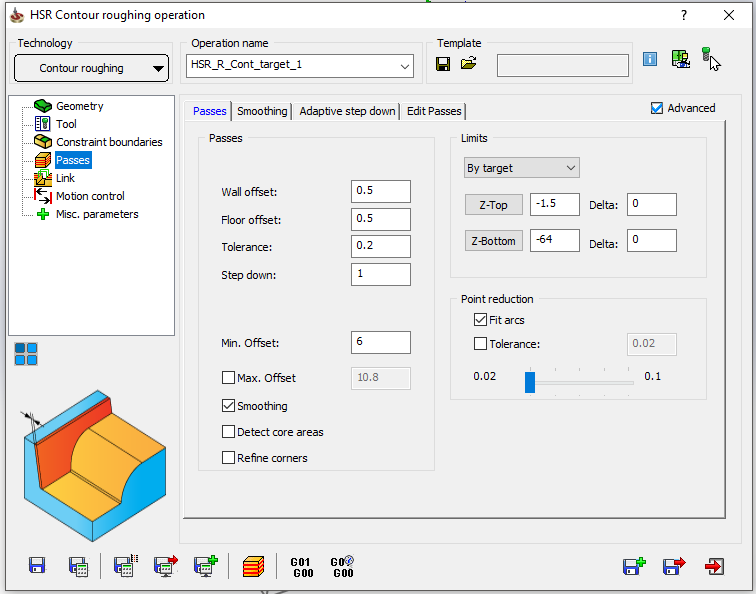 HSR Contour roughing operation ?
Technology Operation name Template
Contour roughing HSR_R_Cont_target_1
Geometry
Tool
Constraint boundaries
Passes
Link
Motion control
Misc. parameters
Passes Smoothing Adaptive step down Edit Passes Advanced
Passes
Wall offset: 0.5
Floor offset: 0.5
Tolerance: 0.2
Step down: 1
Min. Offset: 6
Max. Offset 10.8
Smoothing
Detect core areas
Refine corners
Limits
By target
Z-Top -1.5 Delta: 0
Z-Bottom -64 Delta: 0
Point reduction
Fit arcs
Tolerance: 0.02
0.02 0.1
G01 G00
G00 G00